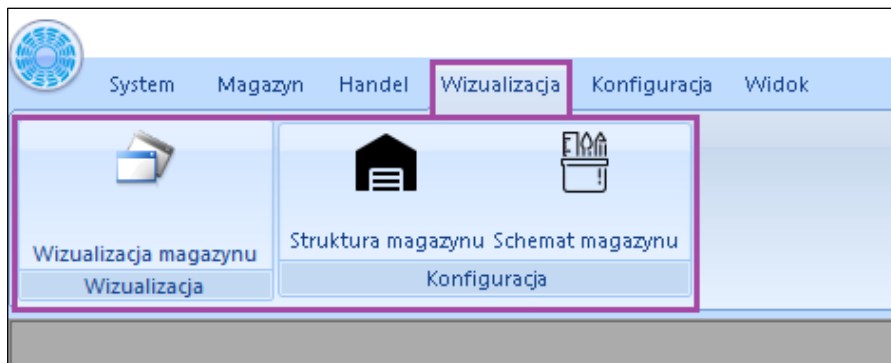 System Magazyn Handel Wizualizacja Konfiguracja Widok
Wizualizacja magazynu
Struktura magazynu Schemat magazynu
Wizualizacja
Konfiguracja